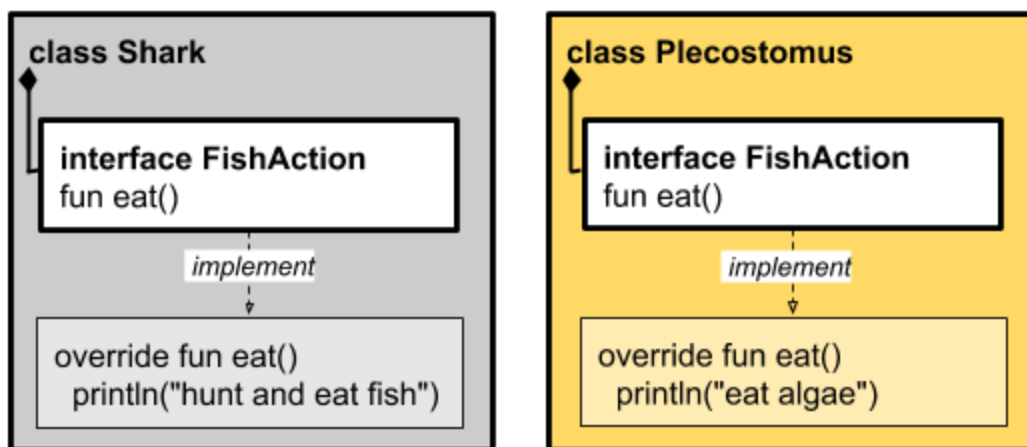 class Shark
interface FishAction
fun eat()
implement
override fun eat()
println("hunt and eat fish")
class Plecostomus
interface FishAction
fun eat()
implement
override fun eat()
println("eat algae")